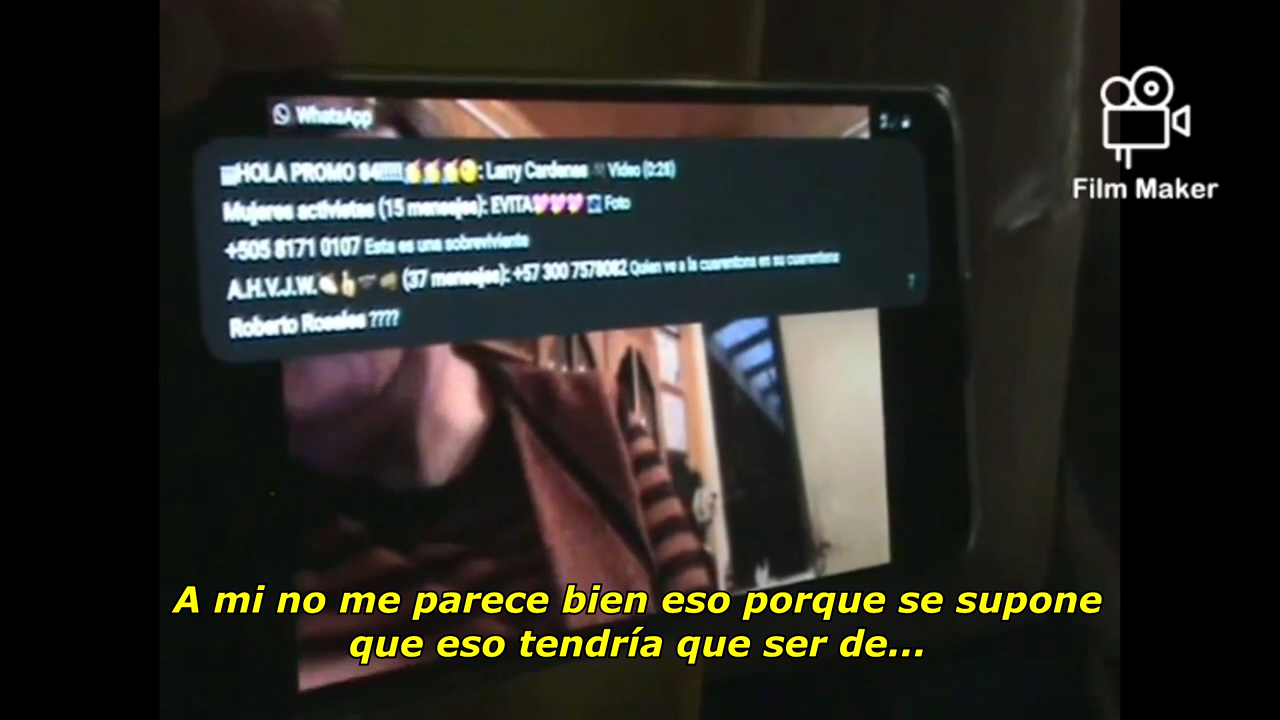 WhatsApp
HOLA PROMO 84!!!!!👏👏👏😀: Larry Cardenas Video (0:28)
Mujeres activistas (15 mensajes): EVITA💖💖💖 Foto
+505 8171 0107 Esta es una sobreviviente
A.H.V.J.W. (37 mensajes): +57 300 7578082 Quien ve a la cuarentona en su cuarentena
Roberto Rosales ????
Film Maker
A mi no me parece bien eso porque se supone
que eso tendría que ser de...